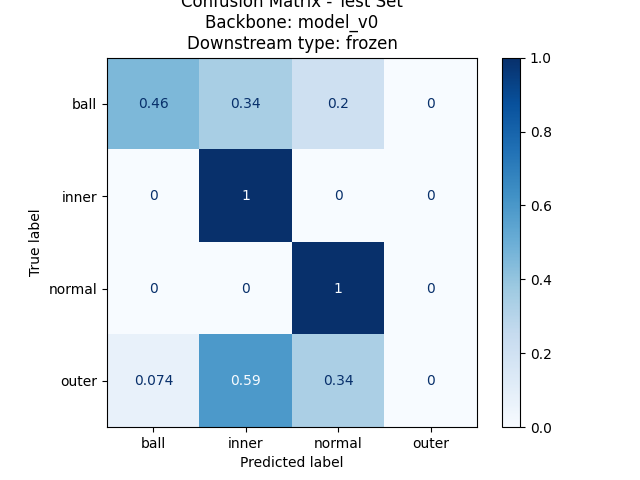 Confusion Matrix - Test Set
Backbone: model_v0
Downstream type: frozen
ball 0.46 0.34 0.2 0
inner 0 1 0 0
normal 0 0 1 0
outer 0.074 0.59 0.34 0
ball inner normal outer
Predicted label
True label
1.0
0.8
0.6
0.4
0.2
0.0